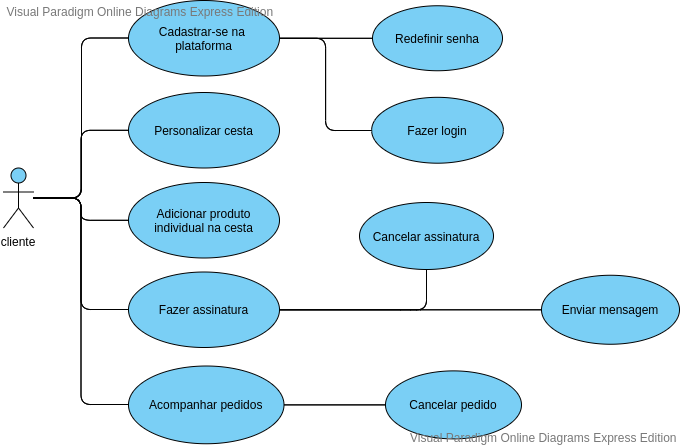 Visual Paradigm Online Diagrams Express Edition
Cadastrar-se na
plataforma
Redefinir senha
Personalizar cesta
Fazer login
cliente
Adicionar produto
individual na cesta
Cancelar assinatura
Fazer assinatura
Enviar mensagem
Acompanhar pedidos
Cancelar pedido
Visual Paradigm Online Diagrams Express Edition